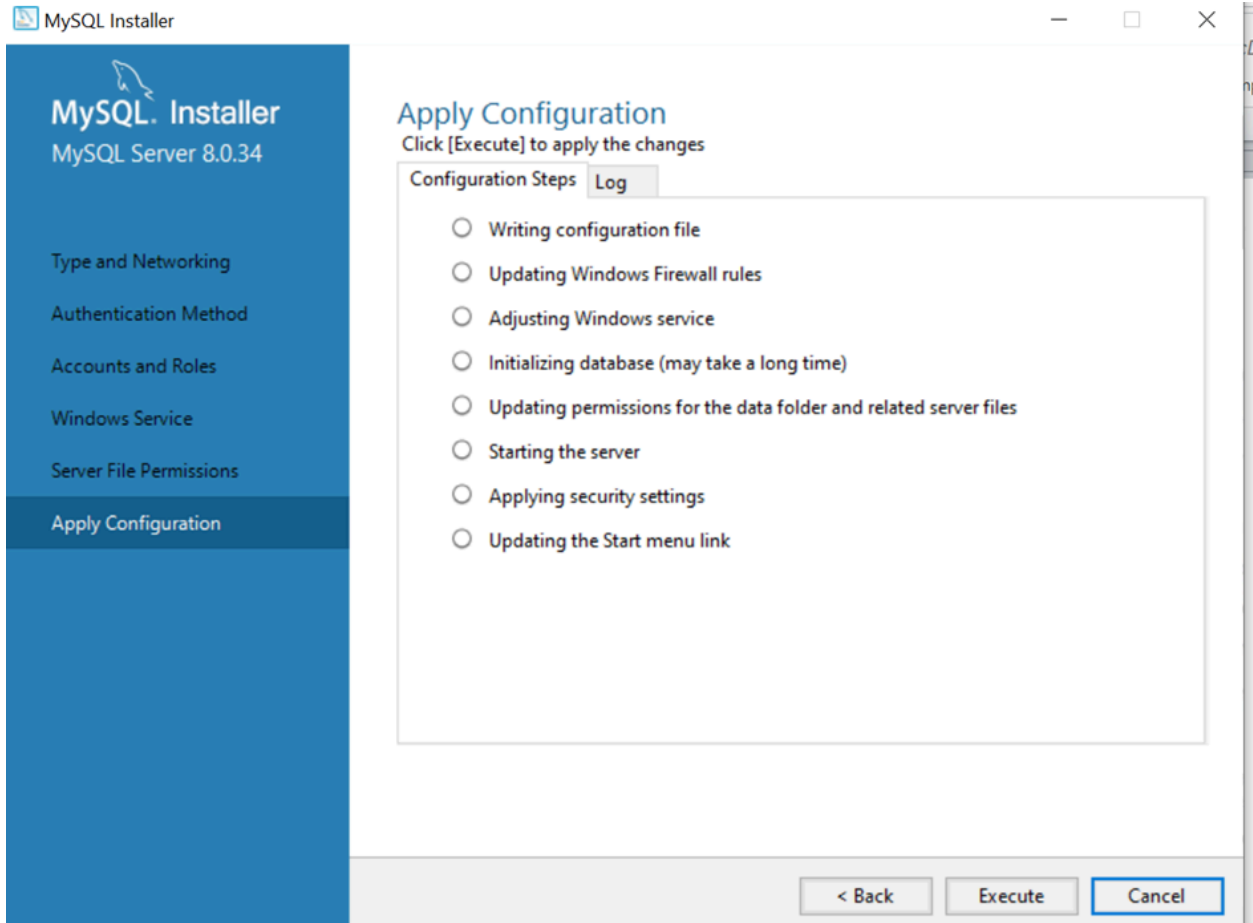 MySQL Installer
MySQL. Installer
MySQL Server 8.0.34
Type and Networking
Authentication Method
Accounts and Roles
Windows Service
Server File Permissions
Apply Configuration
Apply Configuration
Click [Execute] to apply the changes
Configuration Steps Log
Writing configuration file
Updating Windows Firewall rules
Adjusting Windows service
Initializing database (may take a long time)
Updating permissions for the data folder and related server files
Starting the server
Applying security settings
Updating the Start menu link
< Back Execute Cancel